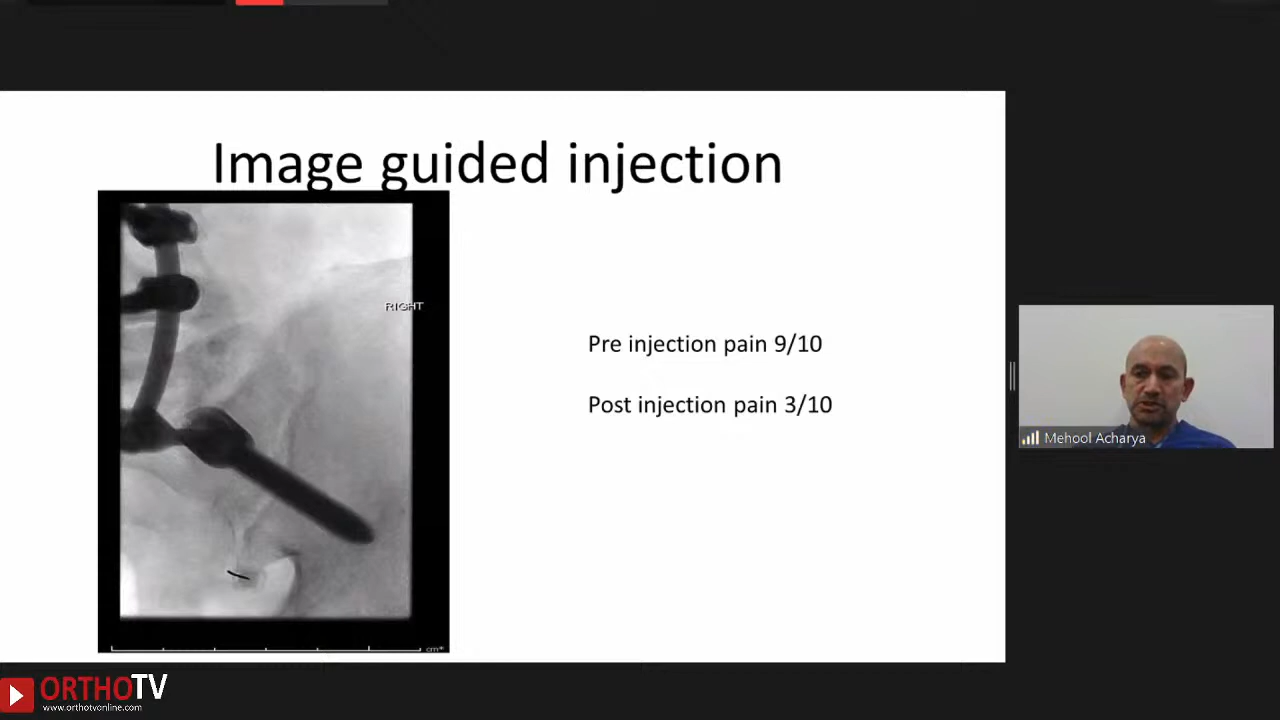 Image guided injection
RIGHT
Pre injection pain 9/10
Post injection pain 3/10
Mehool Acharya
cm
ORTHOTV
www.orthotvonline.com